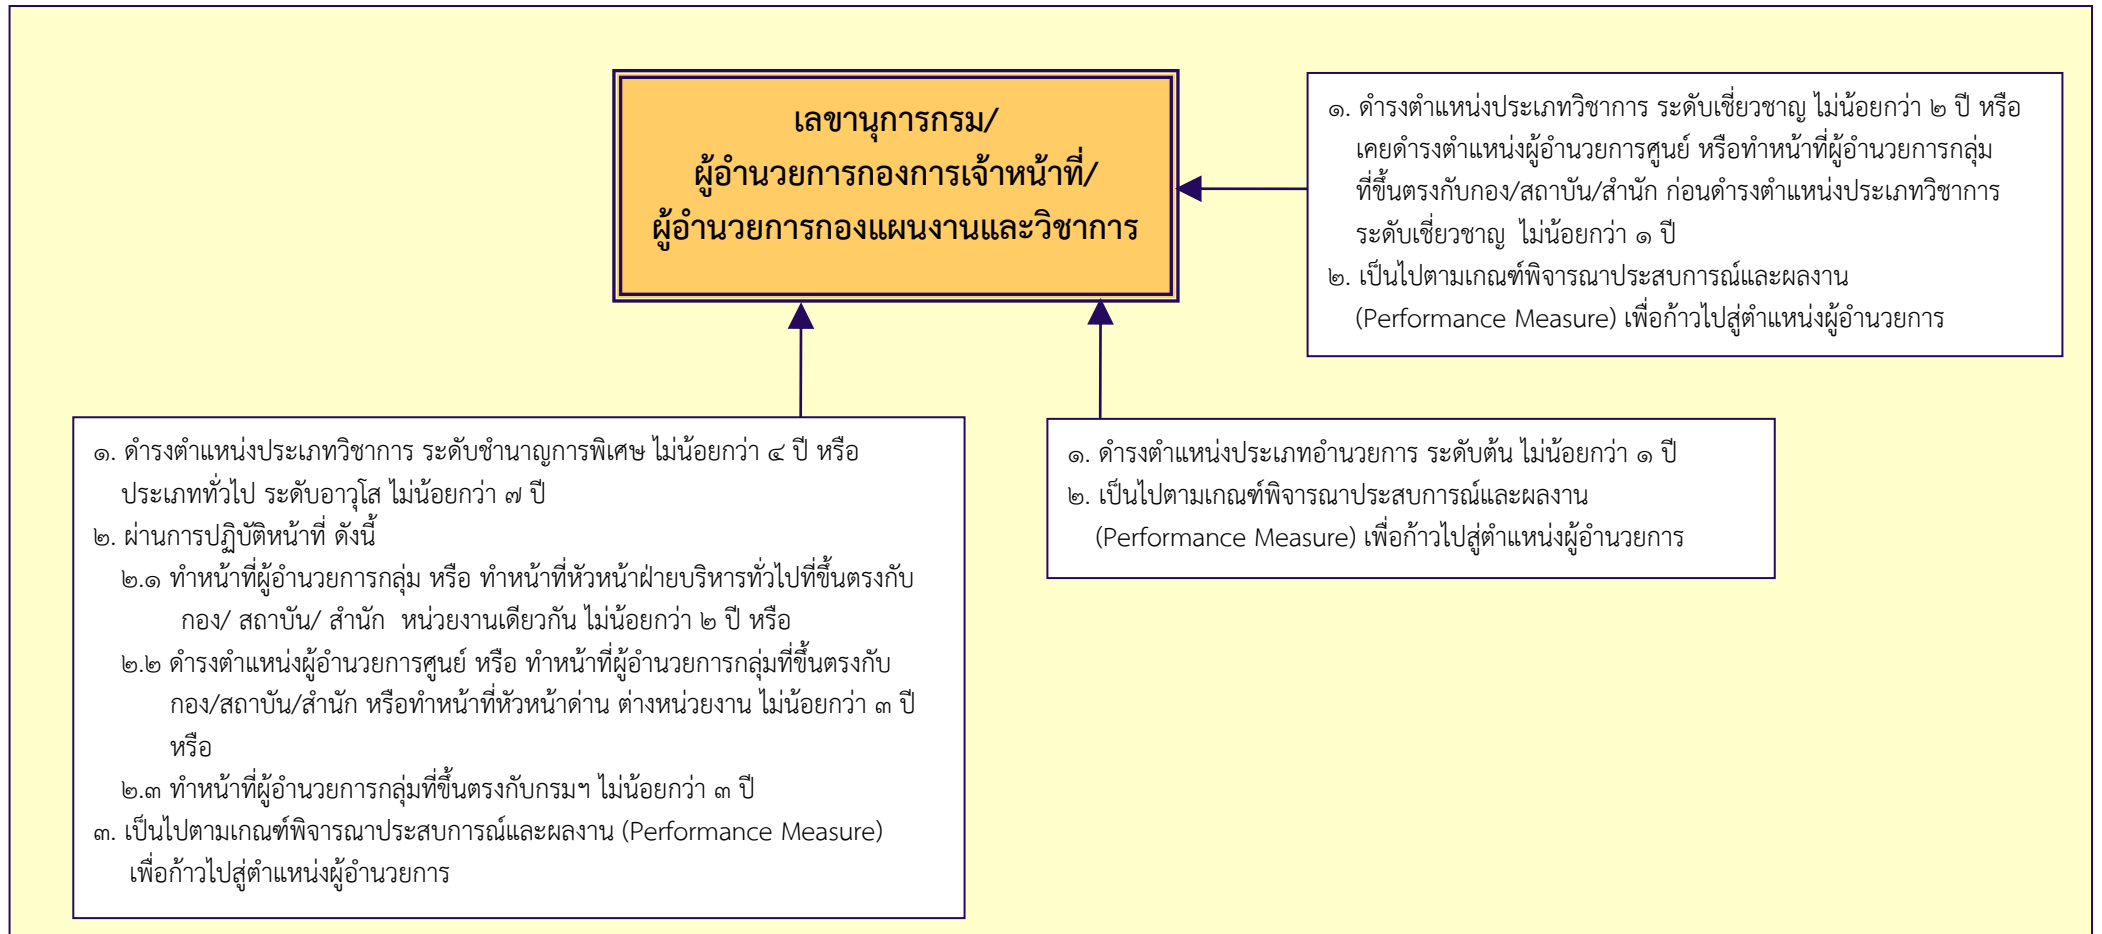 เลขานุการกรม/
ผู้อำนวยการกองการเจ้าหน้าที่/
ผู้อำนวยการกองแผนงานและวิชาการ
๑. ดำรงตำแหน่งประเภทวิชาการ ระดับเชี่ยวชาญ ไม่น้อยกว่า ๒ ปี หรือ
เคยดำรงตำแหน่งผู้อำนวยการศูนย์ หรือทำหน้าที่ผู้อำนวยการกลุ่ม
ที่ขึ้นตรงกับกอง/สถาบัน/สำนัก ก่อนดำรงตำแหน่งประเภทวิชาการ
ระดับเชี่ยวชาญ ไม่น้อยกว่า ๑ ปี
๒. เป็นไปตามเกณฑ์พิจารณาประสบการณ์และผลงาน
(Performance Measure) เพื่อก้าวไปสู่ตำแหน่งผู้อำนวยการ
๑. ดำรงตำแหน่งประเภทวิชาการ ระดับชำนาญการพิเศษ ไม่น้อยกว่า ๔ ปี หรือ
ประเภททั่วไป ระดับอาวุโส ไม่น้อยกว่า ๗ ปี
๒. ผ่านการปฏิบัติหน้าที่ ดังนี้
๒.๑ ทำหน้าที่ผู้อำนวยการกลุ่ม หรือ ทำหน้าที่หัวหน้าฝ่ายบริหารทั่วไปที่ขึ้นตรงกับ
กอง/ สถาบัน/ สำนัก หน่วยงานเดียวกัน ไม่น้อยกว่า ๒ ปี หรือ
๒.๒ ดำรงตำแหน่งผู้อำนวยการศูนย์ หรือ ทำหน้าที่ผู้อำนวยการกลุ่มที่ขึ้นตรงกับ
กอง/สถาบัน/สำนัก หรือทำหน้าที่หัวหน้าด่าน ต่างหน่วยงาน ไม่น้อยกว่า ๓ ปี
หรือ
๒.๓ ทำหน้าที่ผู้อำนวยการกลุ่มที่ขึ้นตรงกับกรมฯ ไม่น้อยกว่า ๓ ปี
๓. เป็นไปตามเกณฑ์พิจารณาประสบการณ์และผลงาน (Performance Measure)
เพื่อก้าวไปสู่ตำแหน่งผู้อำนวยการ
๑. ดำรงตำแหน่งประเภทอำนวยการ ระดับต้น ไม่น้อยกว่า ๑ ปี
๒. เป็นไปตามเกณฑ์พิจารณาประสบการณ์และผลงาน
(Performance Measure) เพื่อก้าวไปสู่ตำแหน่งผู้อำนวยการ